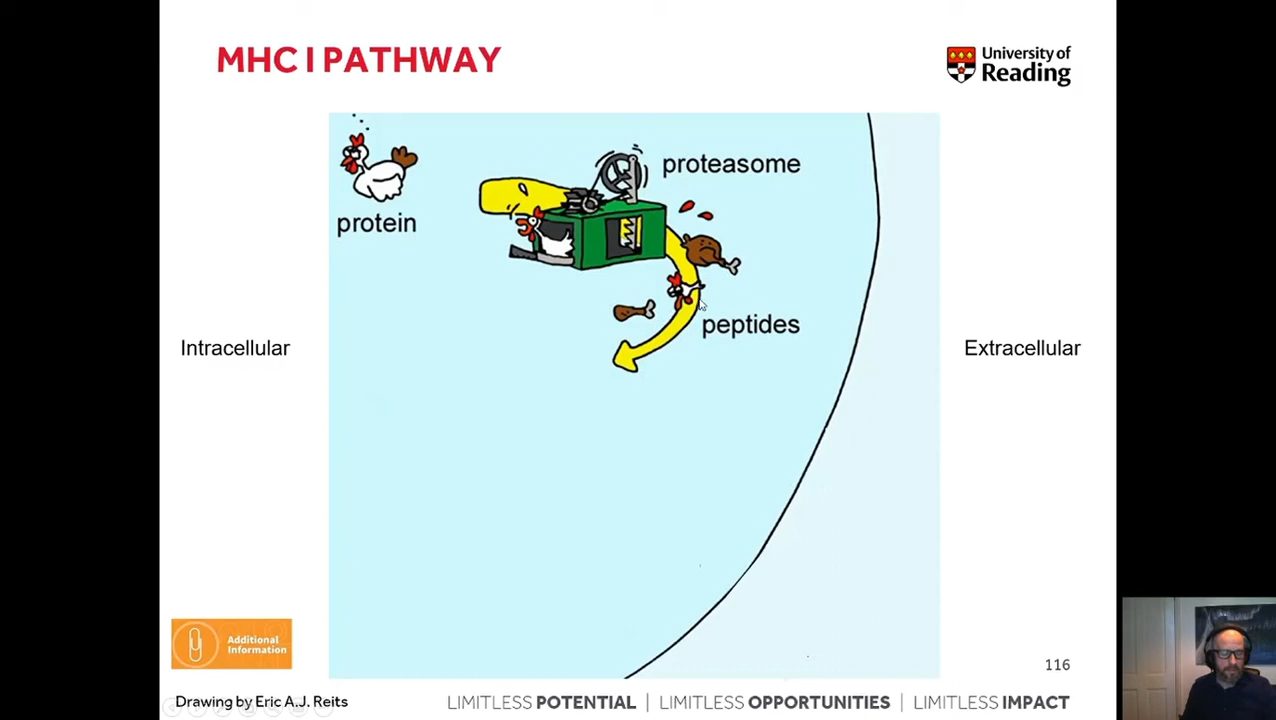 MHC I PATHWAY
University of
Reading
proteasome
protein
peptides
Intracellular
Extracellular
Additional
Information
116
Drawing by Eric A.J. Reits
LIMITLESS POTENTIAL | LIMITLESS OPPORTUNITIES | LIMITLESS IMPACT